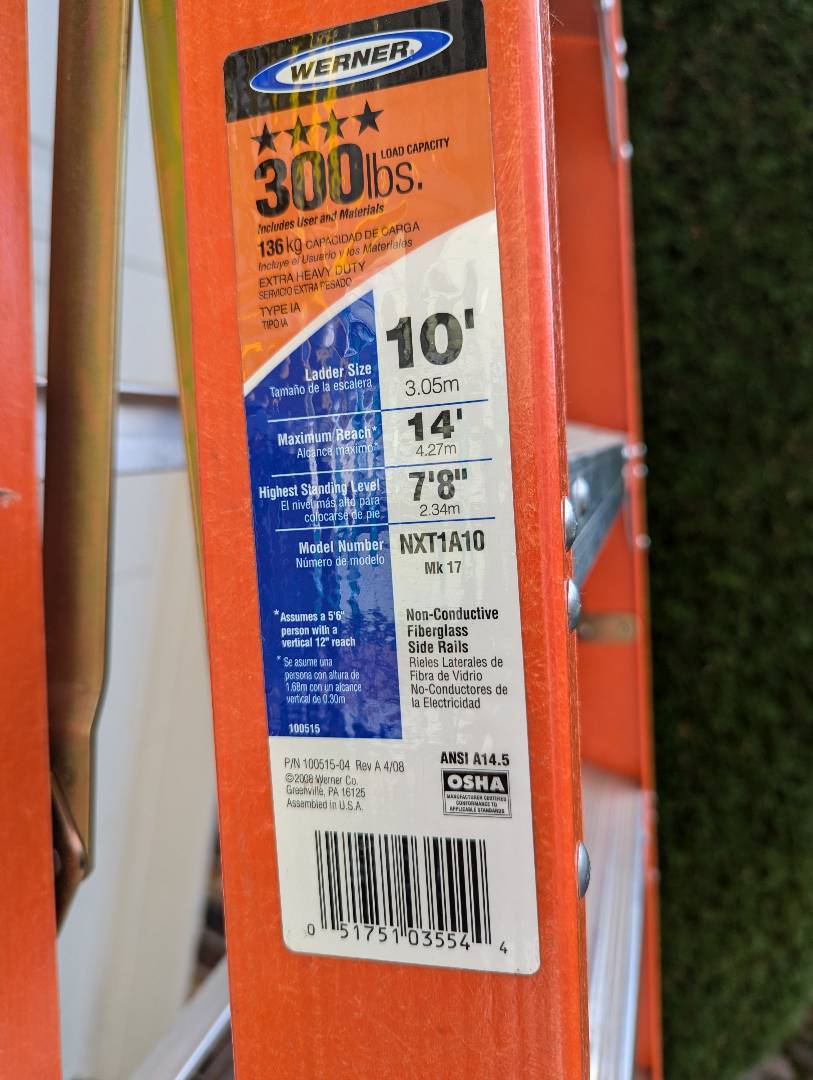 WERNER
LOAD CAPACITY
300lbs.
Includes User and Materials
136 kg CAPACIDAD DE CARGA
Incluye el Usuario y los Materiales
EXTRA HEAVY DUTY
SERVICIO EXTRA PESADO
TYPE IA
TIPO IA
Ladder Size
Tamaño de la escalera
10'
3.05m
Maximum Reach*
Alcance máximo*
14'
4.27m
Highest Standing Level
El nivel más alto para
colocarse de pie
7'8"
2.34m
Model Number
Número de modelo
NXT1A10
Mk 17
*Assumes a 5'6"
person with a
vertical 12" reach
* Se asume una
persona con altura de
1.68m con un alcance
vertical de 0.30m
100515
Non-Conductive
Fiberglass
Side Rails
Rieles Laterales de
Fibra de Vidrio
No-Conductores de
la Electricidad
P/N 100515-04 Rev A 4/08
©2008 Werner Co.
Greenville, PA 16125
Assembled in U.S.A.
ANSI A14.5
OSHA
MANUFACTURER CERTIFIES
CONFORMANCE TO
APPLICABLE STANDARDS
0 51751 03554 4